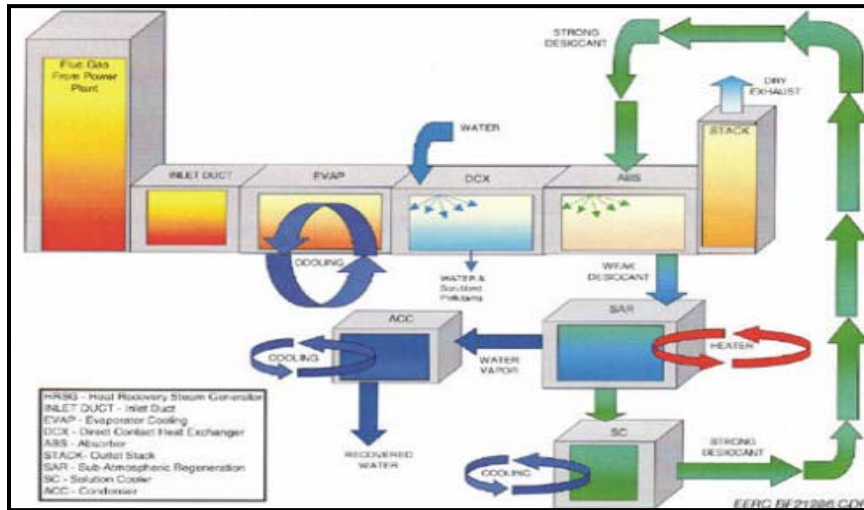 Flue Gas
From Power
Plant
INLET DUCT
EVAP
COOLING
WATER
DCX
WATER &
Scrubbed
Pollutants
STRONG
DESICCANT
ABS
DRY
EXHAUST
STACK
WEAK
DESICCANT
ACC
COOLING
WATER
VAPOR
SAR
HEATER
RECOVERED
WATER
SC
COOLING
STRONG
DESICCANT
HRSG - Heat Recovery Steam Generator
INLET DUCT - Inlet Duct
EVAP - Evaporator Cooling
DCX - Direct Contact Heat Exchanger
ABS - Absorber
STACK - Outlet Stack
SAR - Sub-Atmospheric Regeneration
SC - Solution Cooler
ACC - Condenser
EERC BF21286.CDR